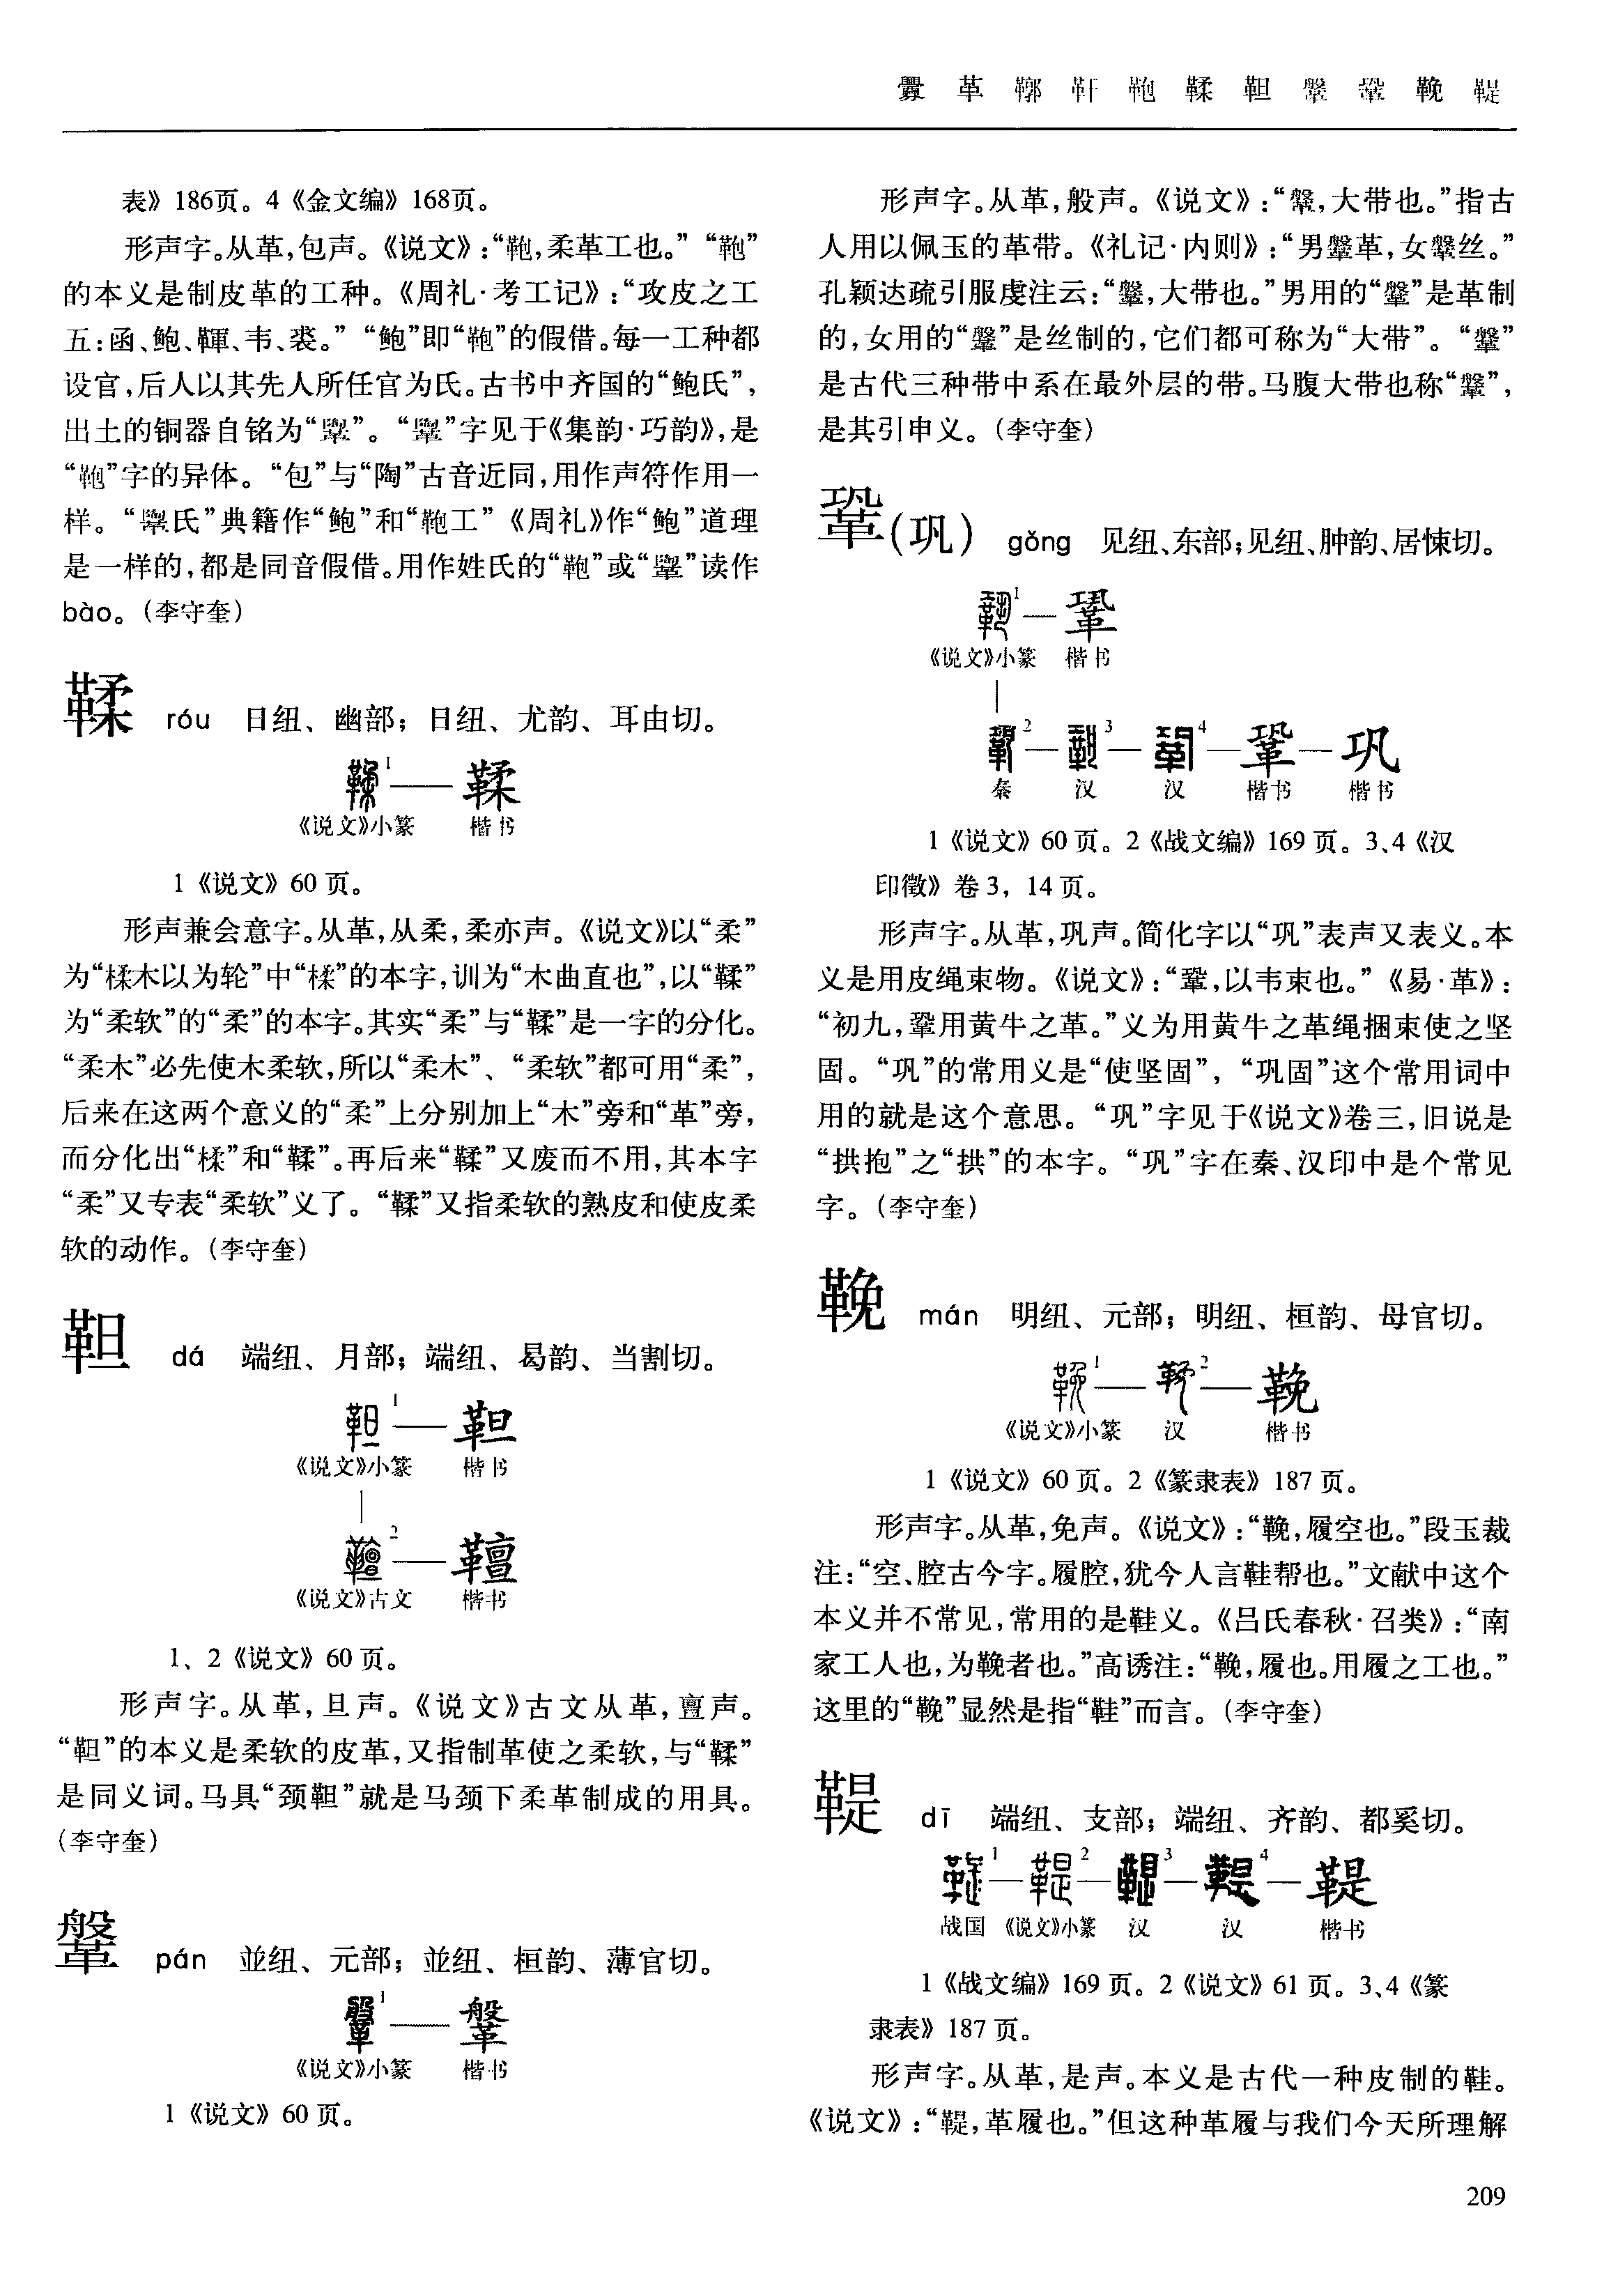 爨 革 鞹 靬 鞄 鞣 靼 鞶 鞏 鞔 鞮
表》186页。4《金文编》168页。
形声字。从革,包声。《说文》:“鞄,柔革工也。”“鞄”
的本义是制皮革的工种。《周礼·考工记》:“攻皮之工
五:函、鲍、韗、韦、裘。”“鲍”即“鞄”的假借。每一工种都
设官,后人以其先人所任官为氏。古书中齐国的“鲍氏”,
出土的铜器自铭为“”。“”字见于《集韵·巧韵》,是
“鞄”字的异体。“包”与“陶”古音近同,用作声符作用一
样。“氏”典籍作“鲍”和“鞄工”《周礼》作“鲍”道理
是一样的,都是同音假借。用作姓氏的“鞄”或“”读作
bào。(李守奎)
鞣 róu 日纽、幽部;日纽、尤韵、耳由切。
鞣1—鞣
《说文》小篆 楷书
1《说文》60页。
形声兼会意字。从革,从柔,柔亦声。《说文》以“柔”
为“楺木以为轮”中“楺”的本字,训为“木曲直也”,以“鞣”
为“柔软”的“柔”的本字。其实“柔”与“鞣”是一字的分化。
“柔木”必先使木柔软,所以“柔木”、“柔软”都可用“柔”,
后来在这两个意义的“柔”上分别加上“木”旁和“革”旁,
而分化出“楺”和“鞣”。再后来“鞣”又废而不用,其本字
“柔”又专表“柔软”义了。“鞣”又指柔软的熟皮和使皮柔
软的动作。(李守奎)
靼 dá 端纽、月部;端纽、曷韵、当割切。
靼1—靼
《说文》小篆 楷书
韇2—䡀
《说文》古文 楷书
1、2《说文》60页。
形声字。从革,旦声。《说文》古文从革,亶声。
“靼”的本义是柔软的皮革,又指制革使之柔软,与“鞣”
是同义词。马具“颈靼”就是马颈下柔革制成的用具。
(李守奎)
鞶 pán 並纽、元部;並纽、桓韵、薄官切。
鞶1—鞶
《说文》小篆 楷书
1《说文》60页。
形声字。从革,般声。《说文》:“鞶,大带也。”指古
人用以佩玉的革带。《礼记·内则》:“男鞶革,女鞶丝。”
孔颖达疏引服虔注云:“鞶,大带也。”男用的“鞶”是革制
的,女用的“鞶”是丝制的,它们都可称为“大带”。“鞶”
是古代三种带中系在最外层的带。马腹大带也称“鞶”,
是其引申义。(李守奎)
鞏(巩) gǒng 见纽、东部;见纽、肿韵、居悚切。
鞏1—鞏
《说文》小篆 楷书
鞏2—鞏3—鞏4—鞏—巩
秦 汉 汉 楷书 楷书
1《说文》60页。2《战文编》169页。3、4《汉
印徵》卷3,14页。
形声字。从革,巩声。简化字以“巩”表声又表义。本
义是用皮绳束物。《说文》:“鞏,以韦束也。”《易·革》:
“初九,鞏用黄牛之革。”义为用黄牛之革绳捆束使之坚
固。“巩”的常用义是“使坚固”,“巩固”这个常用词中
用的就是这个意思。“巩”字见于《说文》卷三,旧说是
“拱抱”之“拱”的本字。“巩”字在秦、汉印中是个常见
字。(李守奎)
鞔 mán 明纽、元部;明纽、桓韵、母官切。
鞔1—鞔2—鞔
《说文》小篆 汉 楷书
1《说文》60页。2《篆隶表》187页。
形声字。从革,免声。《说文》:“鞔,履空也。”段玉裁
注:“空、腔古今字。履腔,犹今人言鞋帮也。”文献中这个
本义并不常见,常用的是鞋义。《吕氏春秋·召类》:“南
家工人也,为鞔者也。”高诱注:“鞔,履也。用履之工也。”
这里的“鞔”显然是指“鞋”而言。(李守奎)
鞮 dī 端纽、支部;端纽、齐韵、都奚切。
鞮1—鞮2—鞮3—鞮4—鞮
战国 《说文》小篆 汉 汉 楷书
1《战文编》169页。2《说文》61页。3、4《篆
隶表》187页。
形声字。从革,是声。本义是古代一种皮制的鞋。
《说文》:“鞮,革履也。”但这种革履与我们今天所理解
209